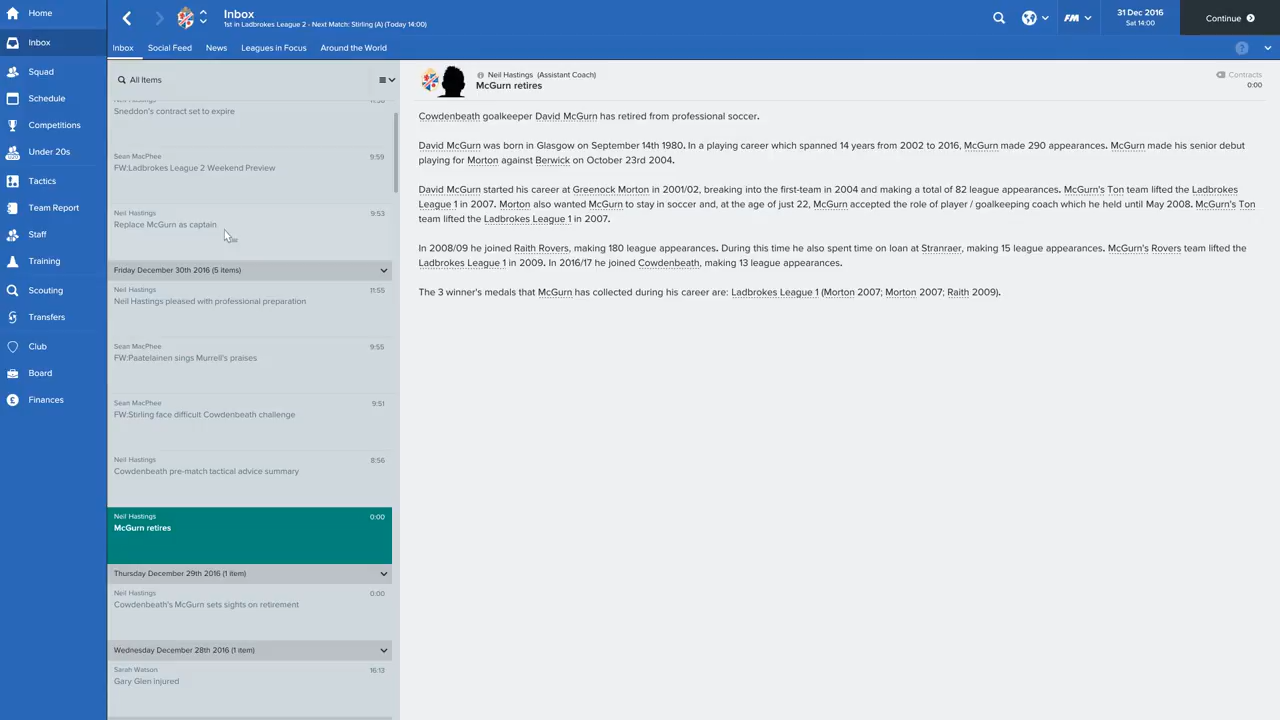 Home
Inbox
Squad
Schedule
Competitions
Under 20s
Tactics
Team Report
Staff
Training
Scouting
Transfers
Club
Board
Finances
Inbox
1st in Ladbrokes League 2 - Next Match: Stirling (A) (Today 14:00)
FM
31 Dec 2016
Sat 14:00
Continue
Inbox Social Feed News Leagues in Focus Around the World
?
All Items
Neil Hastings
Sneddon's contract set to expire
Sean MacPhee 9:59
FW:Ladbrokes League 2 Weekend Preview
Neil Hastings 9:53
Replace McGurn as captain
Friday December 30th 2016 (5 items)
Neil Hastings 11:55
Neil Hastings pleased with professional preparation
Sean MacPhee 9:55
FW:Paatelainen sings Murrell's praises
Sean MacPhee 9:51
FW:Stirling face difficult Cowdenbeath challenge
Neil Hastings 8:56
Cowdenbeath pre-match tactical advice summary
Neil Hastings 0:00
McGurn retires
Thursday December 29th 2016 (1 item)
Neil Hastings 0:00
Cowdenbeath's McGurn sets sights on retirement
Wednesday December 28th 2016 (1 item)
Sarah Watson 16:13
Gary Glen injured
Neil Hastings (Assistant Coach) Contracts
McGurn retires 0:00
Cowdenbeath goalkeeper David McGurn has retired from professional soccer.
David McGurn was born in Glasgow on September 14th 1980. In a playing career which spanned 14 years from 2002 to 2016, McGurn made 290 appearances. McGurn made his senior debut
playing for Morton against Berwick on October 23rd 2004.
David McGurn started his career at Greenock Morton in 2001/02, breaking into the first-team in 2004 and making a total of 82 league appearances. McGurn's Ton team lifted the Ladbrokes
League 1 in 2007. Morton also wanted McGurn to stay in soccer and, at the age of just 22, McGurn accepted the role of player / goalkeeping coach which he held until May 2008. McGurn's Ton
team lifted the Ladbrokes League 1 in 2007.
In 2008/09 he joined Raith Rovers, making 180 league appearances. During this time he also spent time on loan at Stranraer, making 15 league appearances. McGurn's Rovers team lifted the
Ladbrokes League 1 in 2009. In 2016/17 he joined Cowdenbeath, making 13 league appearances.
The 3 winner's medals that McGurn has collected during his career are: Ladbrokes League 1 (Morton 2007; Morton 2007; Raith 2009).